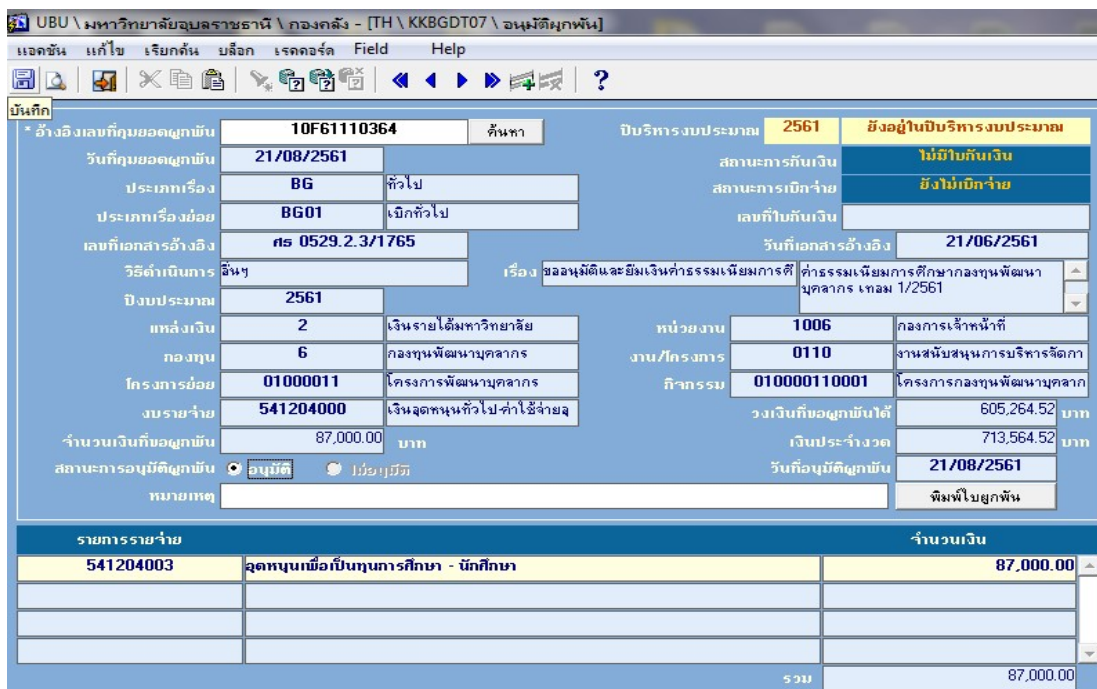 UBU \ มหาวิทยาลัยอุบลราชธานี \ กองคลัง - [TH \ KKBGDT07 \ อนุมัติผูกพัน]
แอคชัน แก้ไข เรียกค้น บล็อก เรคคอร์ด Field Help
บันทึก
* อ้างอิงเลขที่คุมยอดผูกพัน 10F61110364 ค้นหา ปีบริหารงบประมาณ 2561 ยังอยู่ในปีบริหารงบประมาณ
วันที่คุมยอดผูกพัน 21/08/2561 สถานะการกันเงิน ไม่มีใบกันเงิน
ประเภทเรื่อง BG ทั่วไป สถานะการเบิกจ่าย ยังไม่เบิกจ่าย
ประเภทเรื่องย่อย BG01 เบิกทั่วไป เลขที่ใบกันเงิน
เลขที่เอกสารอ้างอิง ศธ 0529.2.3/1765 วันที่เอกสารอ้างอิง 21/06/2561
วิธีดำเนินการ อื่นๆ เรื่อง ขออนุมัติและยืมเงินค่าธรรมเนียมการศึ ค่าธรรมเนียมการศึกษากองทุนพัฒนา
บุคลากร เทอม 1/2561
ปีงบประมาณ 2561
แหล่งเงิน 2 เงินรายได้มหาวิทยาลัย หน่วยงาน 1006 กองการเจ้าหน้าที่
กองทุน 6 กองทุนพัฒนาบุคลากร งาน/โครงการ 0110 งานสนับสนุนการบริหารจัดกา
โครงการย่อย 01000011 โครงการพัฒนาบุคลากร กิจกรรม 010000110001 โครงการกองทุนพัฒนาบุคลาก
งบรายจ่าย 541204000 เงินอุดหนุนทั่วไป-ค่าใช้จ่ายอุ วงเงินที่ขอผูกพันได้ 605,264.52 บาท
จำนวนเงินที่ขอผูกพัน 87,000.00 บาท เงินประจำงวด 713,564.52 บาท
สถานะการอนุมัติผูกพัน อนุมัติ ไม่อนุมัติ วันที่อนุมัติผูกพัน 21/08/2561
หมายเหตุ พิมพ์ใบผูกพัน
รายการรายจ่าย จำนวนเงิน
541204003 อุดหนุนเพื่อเป็นทุนการศึกษา - นักศึกษา 87,000.00
รวม 87,000.00